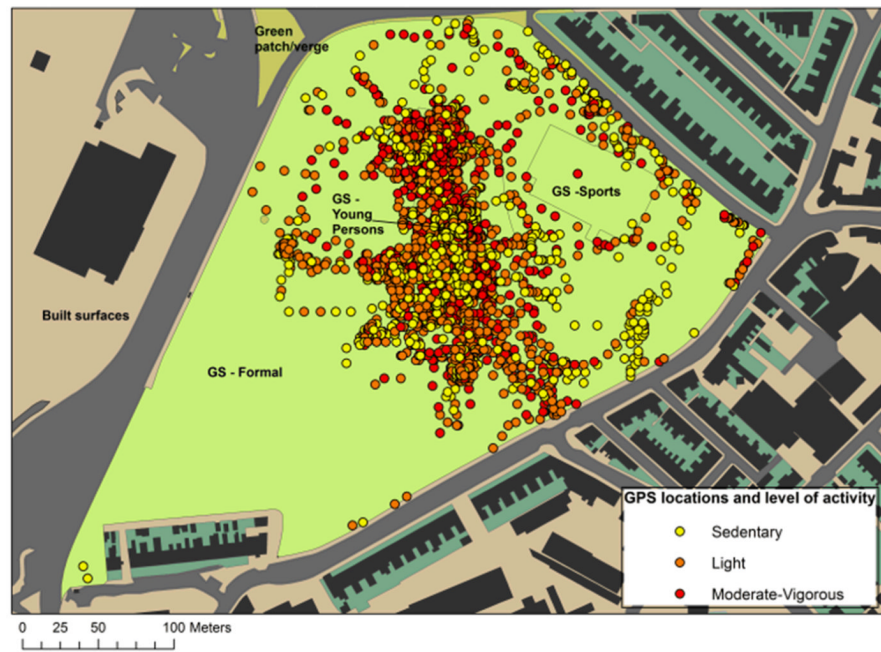 Green
patch/verge
GS -
Young
Persons
GS -Sports
Built surfaces
GS - Formal
GPS locations and level of activity
Sedentary
Light
Moderate-Vigorous
0 25 50 100 Meters